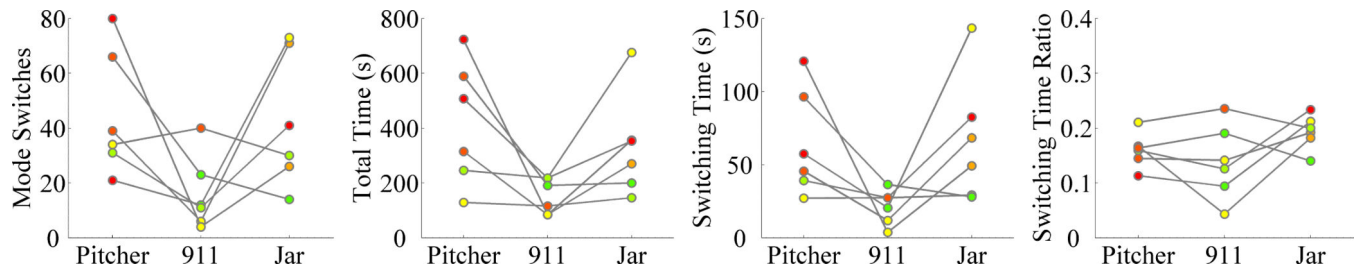 Mode Switches
80
60
40
20
0
Pitcher 911 Jar
Total Time (s)
800
600
400
200
0
Pitcher 911 Jar
Switching Time (s)
150
100
50
0
Pitcher 911 Jar
Switching Time Ratio
0.4
0.3
0.2
0.1
0
Pitcher 911 Jar